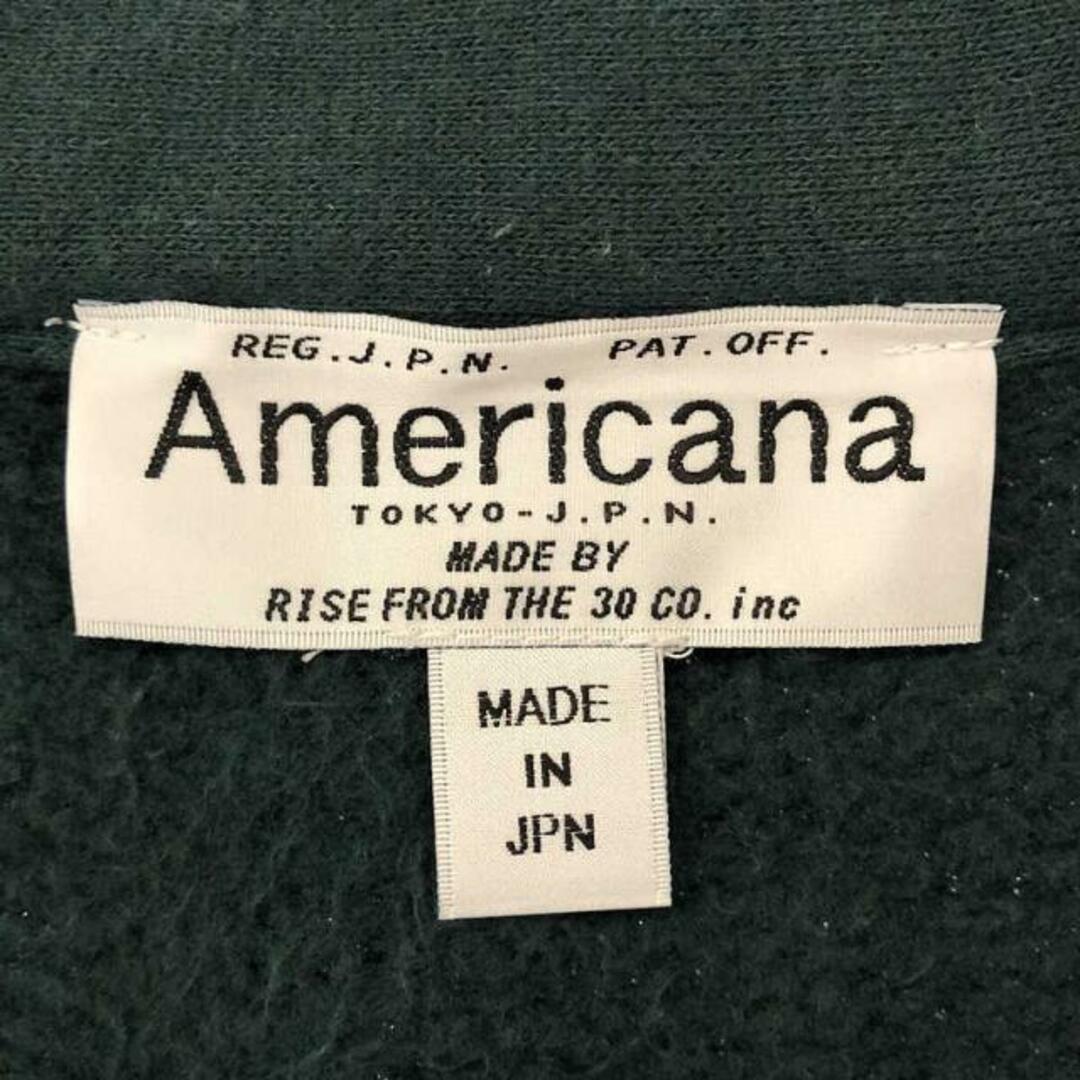 REG.J.P.N. PAT.OFF.
Americana
TOKYO-J.P.N.
MADE BY
RISE FROM THE 30 CO. inc
MADE
IN
JPN